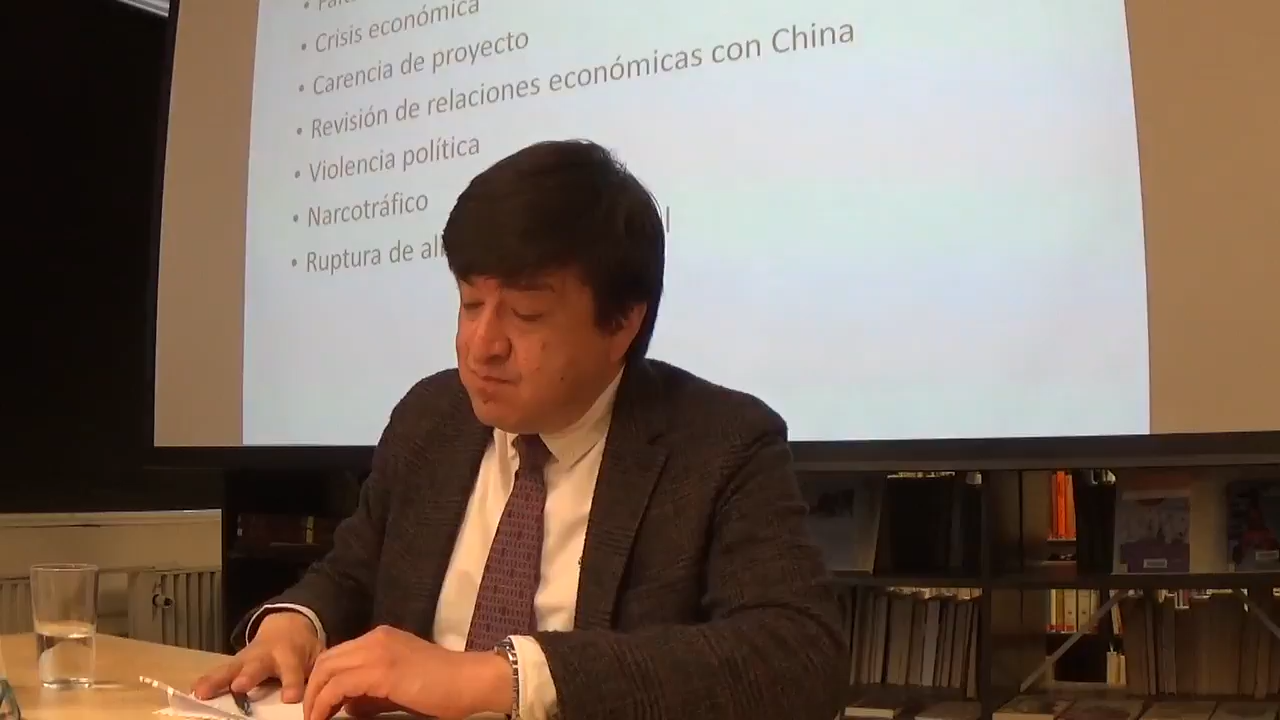 • Crisis económica
• Carencia de proyecto
• Revisión de relaciones económicas con China
• Violencia política
• Narcotráfico
• Ruptura de